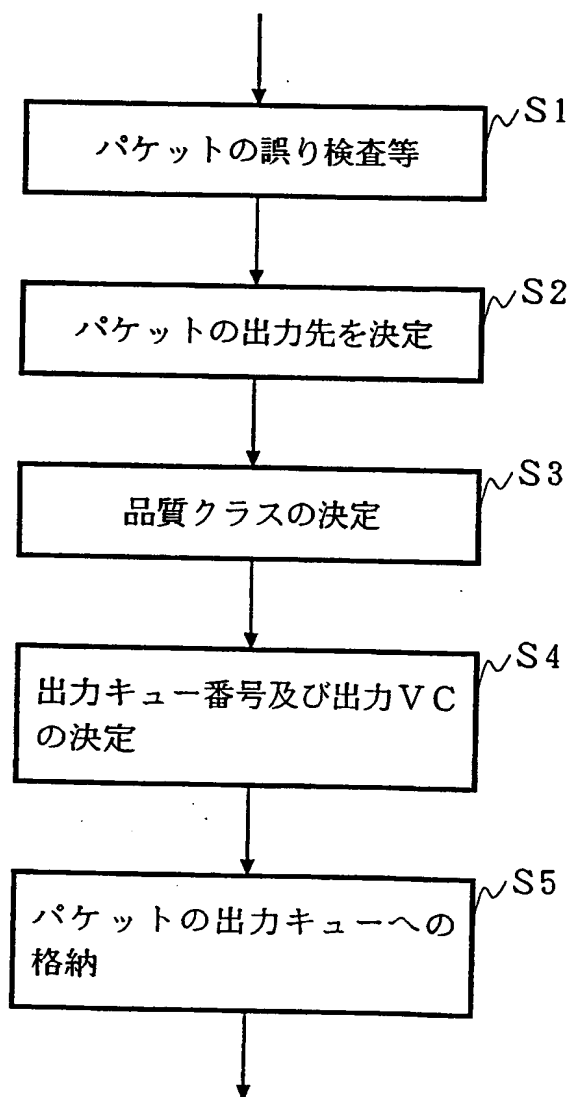 S1
パケットの誤り検査等
S2
パケットの出力先を決定
S3
品質クラスの決定
S4
出力キュー番号及び出力VC
の決定
S5
パケットの出力キューへの
格納